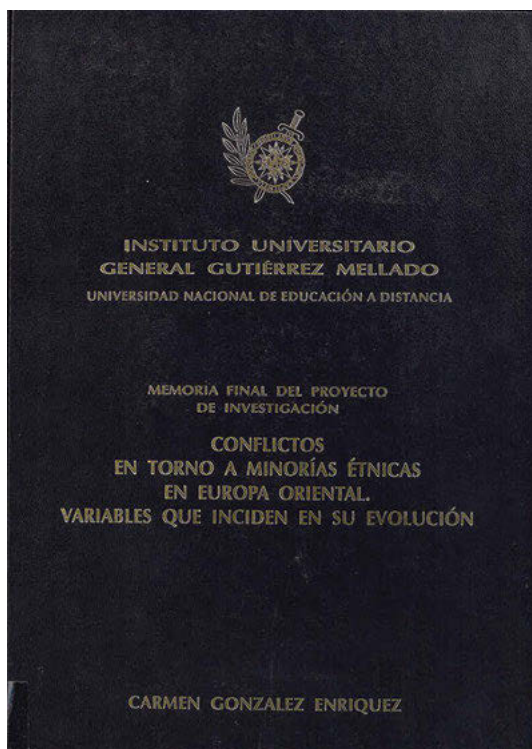 INSTITUTO UNIVERSITARIO
GENERAL GUTIÉRREZ MELLADO
UNIVERSIDAD NACIONAL DE EDUCACIÓN A DISTANCIA
MEMORIA FINAL DEL PROYECTO
DE INVESTIGACIÓN
CONFLICTOS
EN TORNO A MINORÍAS ÉTNICAS
EN EUROPA ORIENTAL.
VARIABLES QUE INCIDEN EN SU EVOLUCIÓN
CARMEN GONZALEZ ENRIQUEZ